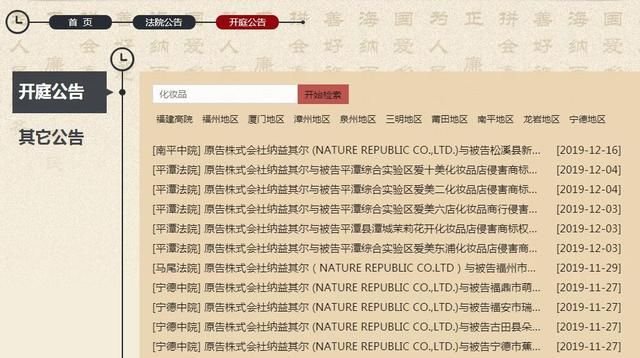 首 页 法院公告 开庭公告
开庭公告
其它公告
化妆品 开始检索
福建高院 福州地区 厦门地区 漳州地区 泉州地区 三明地区 莆田地区 南平地区 龙岩地区 宁德地区
[南平中院] 原告株式会社纳益其尔 (NATURE REPUBLIC CO.,LTD.)与被告松溪县新... [2019-12-16]
[平潭法院] 原告株式会社纳益其尔与被告平潭综合实验区爱十美化妆品店侵害商标... [2019-12-04]
[平潭法院] 原告株式会社纳益其尔与被告平潭综合实验区爱美二化妆品店侵害商标... [2019-12-04]
[平潭法院] 原告株式会社纳益其尔与被告平潭综合实验区爱美六店化妆品商行侵害... [2019-12-03]
[平潭法院] 原告株式会社纳益其尔与被告平潭县潭城茉莉花开化妆品店侵害商标权... [2019-12-03]
[平潭法院] 原告株式会社纳益其尔与被告平潭综合实验区爱美东浦化妆品店侵害商... [2019-12-03]
[马尾法院] 原告株式会社纳益其尔（NATURE REPUBLIC CO.LTD）与被告福州市... [2019-11-29]
[宁德中院] 原告株式会社纳益其尔 (NATURE REPUBLIC CO.,LTD.)与被告福鼎市萌... [2019-11-27]
[宁德中院] 原告株式会社纳益其尔 (NATURE REPUBLIC CO.,LTD.)与被告福安市瑞... [2019-11-27]
[宁德中院] 原告株式会社纳益其尔 (NATURE REPUBLIC CO.,LTD.)与被告古田县朵... [2019-11-27]
[宁德中院] 原告株式会社纳益其尔 (NATURE REPUBLIC CO.,LTD.)与被告宁德市蕉... [2019-11-27]